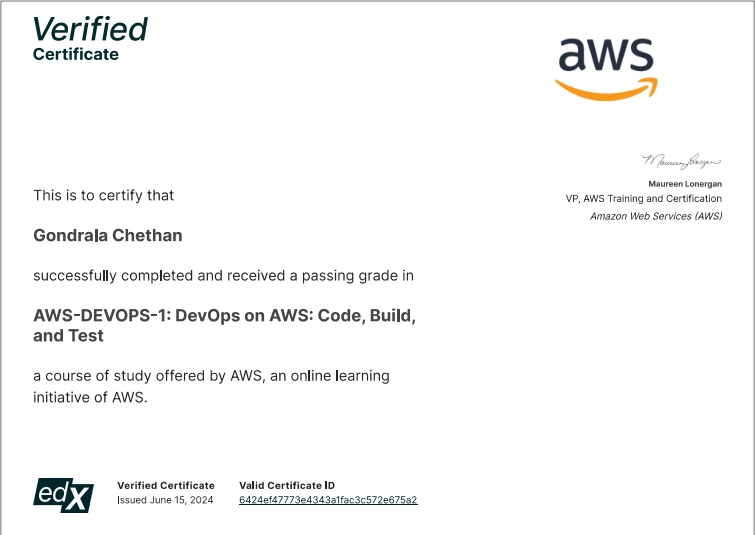 Verified
Certificate
aws
Maureen Lonergan
Maureen Lonergan
VP, AWS Training and Certification
Amazon Web Services (AWS)
This is to certify that
Gondrala Chethan
successfully completed and received a passing grade in
AWS-DEVOPS-1: DevOps on AWS: Code, Build,
and Test
a course of study offered by AWS, an online learning
initiative of AWS.
edX
Verified Certificate
Issued June 15, 2024
Valid Certificate ID
6424ef47773e4343a1fac3c572e675a2